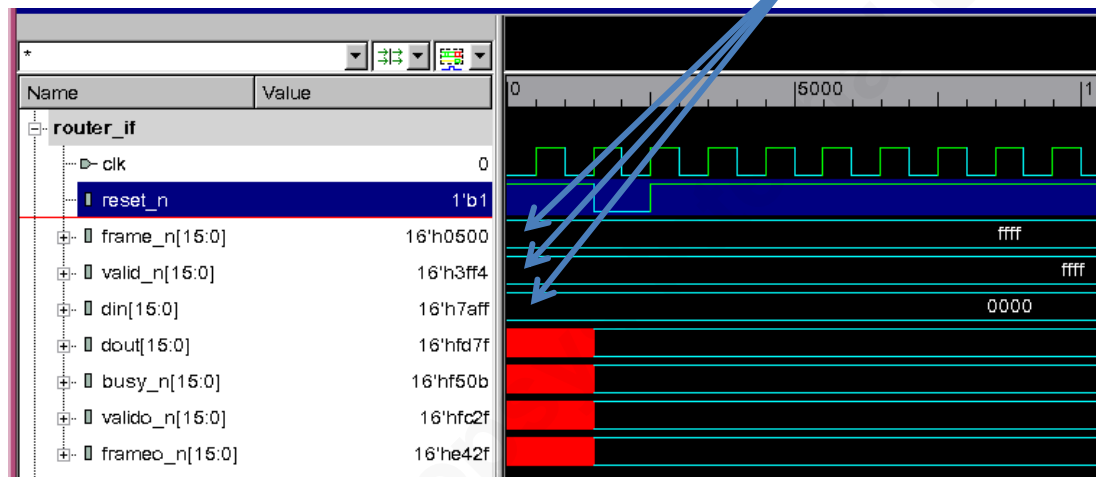 *
Name Value 0 5000 1
router_if
clk 0
reset_n 1'b1
frame_n[15:0] 16'h0500 ffff
valid_n[15:0] 16'h3ff4 ffff
din[15:0] 16'h7aff 0000
dout[15:0] 16'hfd7f
busy_n[15:0] 16'hf50b
valido_n[15:0] 16'hfc2f
frameo_n[15:0] 16'he42f